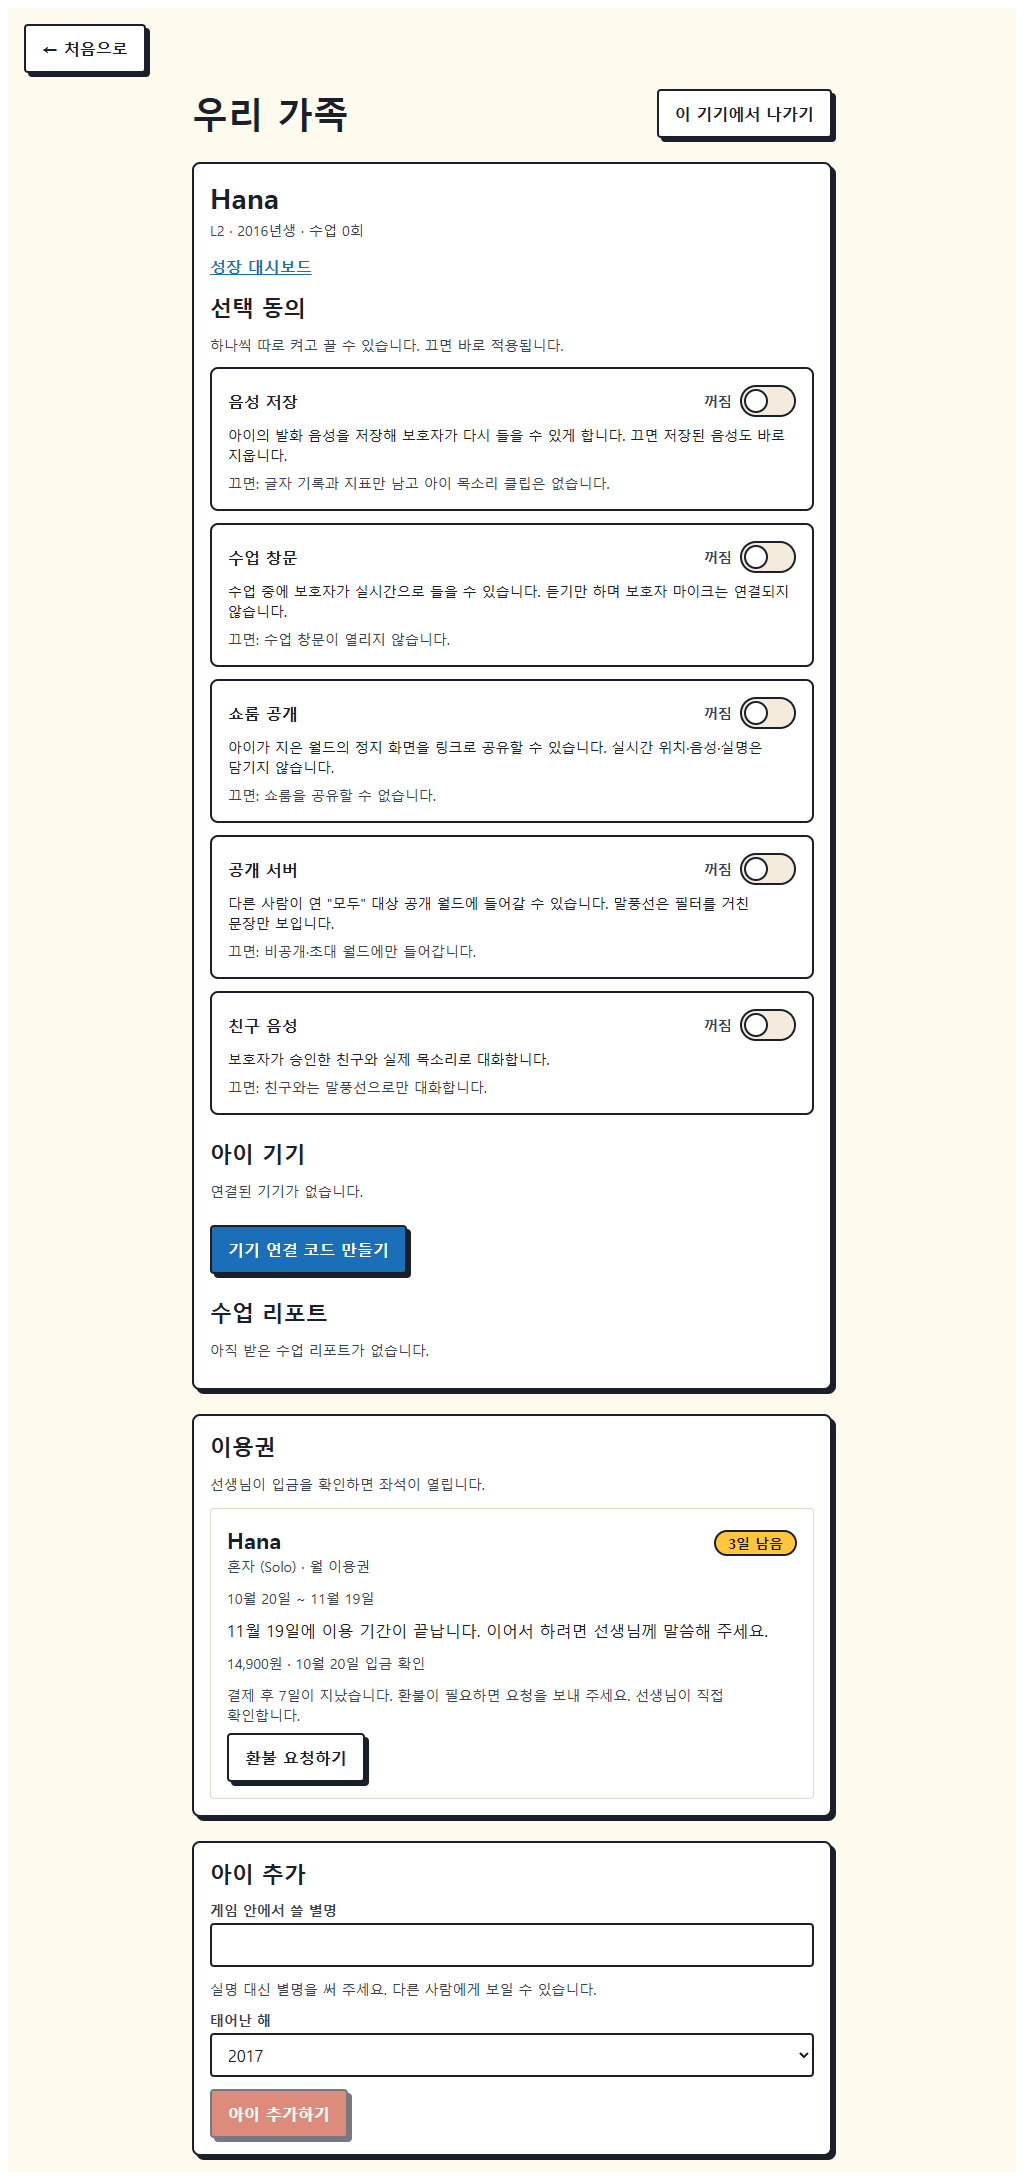 ← 처음으로
우리 가족
이 기기에서 나가기
Hana
L2 · 2016년생 · 수업 0회
성장 대시보드
선택 동의
하나씩 따로 켜고 끌 수 있습니다. 끄면 바로 적용됩니다.
음성 저장
꺼짐
아이의 발화 음성을 저장해 보호자가 다시 들을 수 있게 합니다. 끄면 저장된 음성도 바로
지웁니다.
끄면: 글자 기록과 지표만 남고 아이 목소리 클립은 없습니다.
수업 창문
꺼짐
수업 중에 보호자가 실시간으로 들을 수 있습니다. 듣기만 하며 보호자 마이크는 연결되지
않습니다.
끄면: 수업 창문이 열리지 않습니다.
쇼룸 공개
꺼짐
아이가 지은 월드의 정지 화면을 링크로 공유할 수 있습니다. 실시간 위치·음성·실명은
담기지 않습니다.
끄면: 쇼룸을 공유할 수 없습니다.
공개 서버
꺼짐
다른 사람이 연 "모두" 대상 공개 월드에 들어갈 수 있습니다. 말풍선은 필터를 거친
문장만 보입니다.
끄면: 비공개·초대 월드에만 들어갑니다.
친구 음성
꺼짐
보호자가 승인한 친구와 실제 목소리로 대화합니다.
끄면: 친구와는 말풍선으로만 대화합니다.
아이 기기
연결된 기기가 없습니다.
기기 연결 코드 만들기
수업 리포트
아직 받은 수업 리포트가 없습니다.
이용권
선생님이 입금을 확인하면 좌석이 열립니다.
Hana
3일 남음
혼자 (Solo) · 월 이용권
10월 20일 ~ 11월 19일
11월 19일에 이용 기간이 끝납니다. 이어서 하려면 선생님께 말씀해 주세요.
14,900원 · 10월 20일 입금 확인
결제 후 7일이 지났습니다. 환불이 필요하면 요청을 보내 주세요. 선생님이 직접
확인합니다.
환불 요청하기
아이 추가
게임 안에서 쓸 별명
실명 대신 별명을 써 주세요. 다른 사람에게 보일 수 있습니다.
태어난 해
2017
아이 추가하기